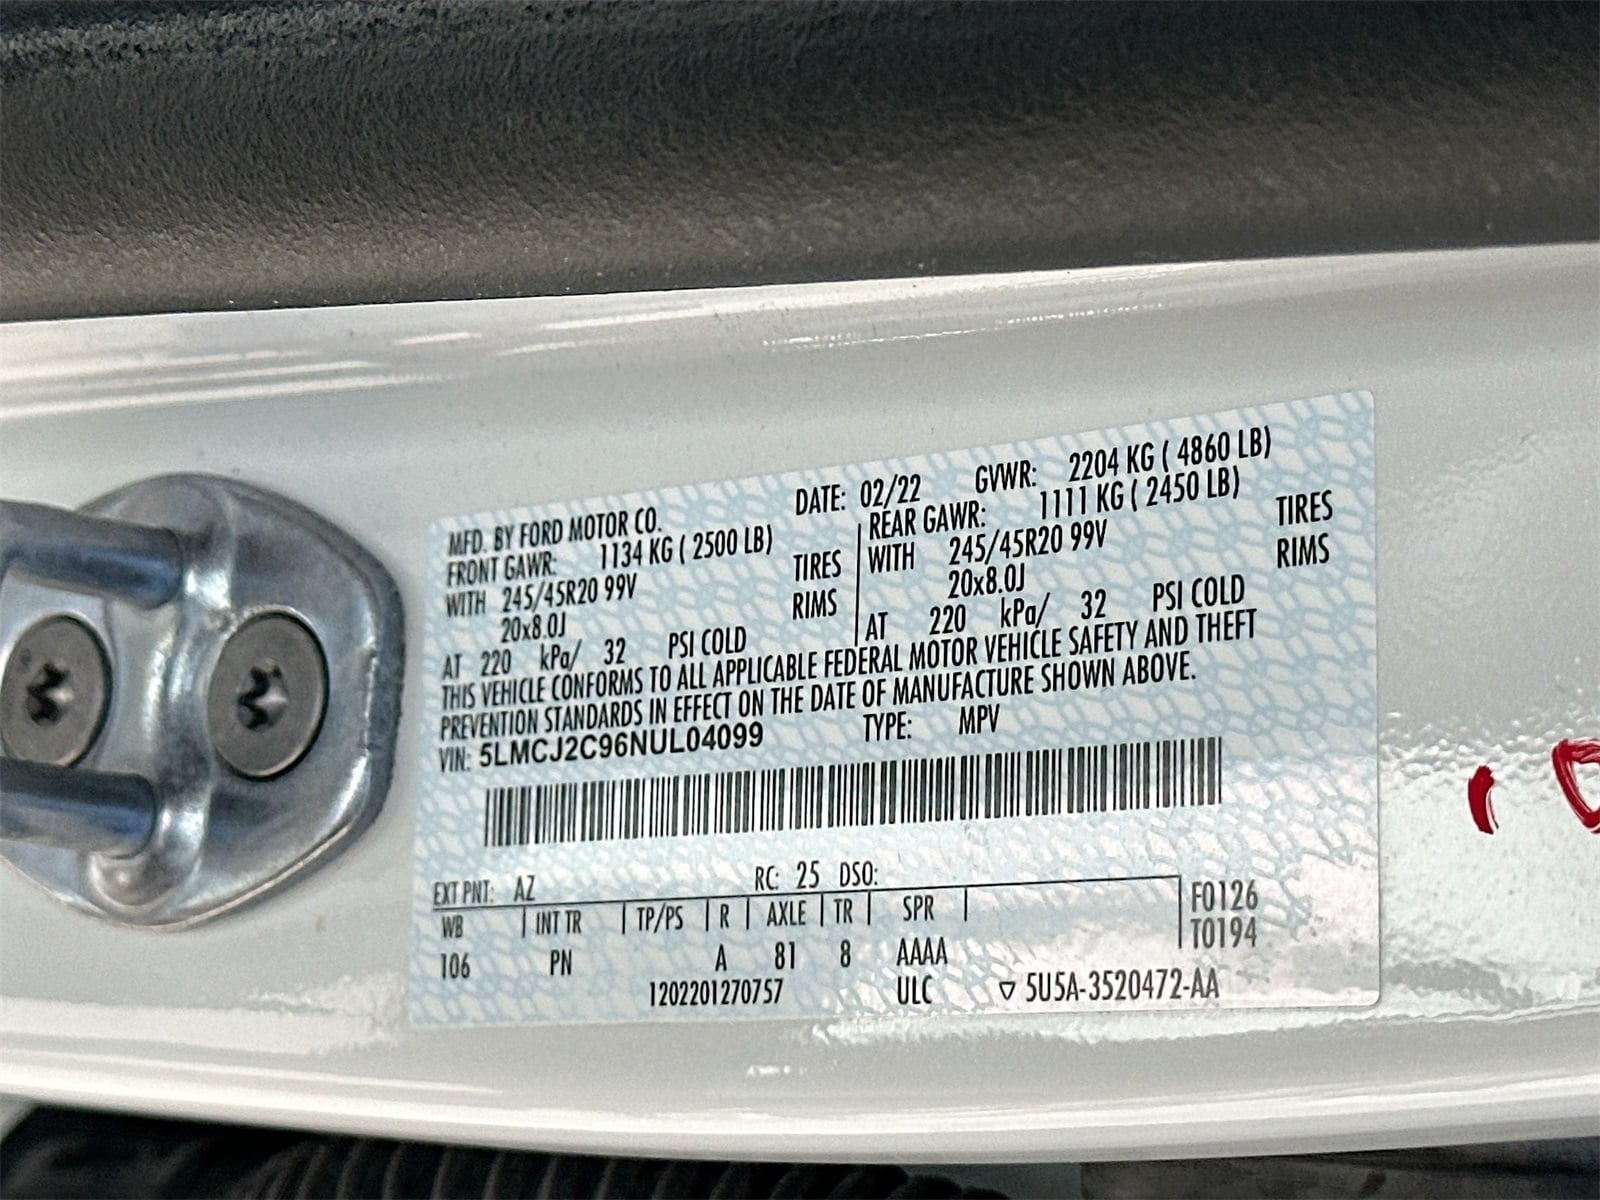 MFD. BY FORD MOTOR CO. DATE: 02/22 GVWR: 2204 KG ( 4860 LB)
FRONT GAWR: 1134 KG ( 2500 LB) REAR GAWR: 1111 KG ( 2450 LB)
WITH 245/45R20 99V TIRES WITH 245/45R20 99V TIRES
20x8.0J RIMS 20x8.0J RIMS
AT 220 kPa/ 32 PSI COLD AT 220 kPa/ 32 PSI COLD
THIS VEHICLE CONFORMS TO ALL APPLICABLE FEDERAL MOTOR VEHICLE SAFETY AND THEFT
PREVENTION STANDARDS IN EFFECT ON THE DATE OF MANUFACTURE SHOWN ABOVE.
VIN: 5LMCJ2C96NUL04099 TYPE: MPV
EXT PNT: AZ RC: 25 DSO:
WB INT TR TP/PS R AXLE TR SPR F0126
106 PN A 81 8 AAAA T0194
1202201270757 ULC 5U5A-3520472-AA